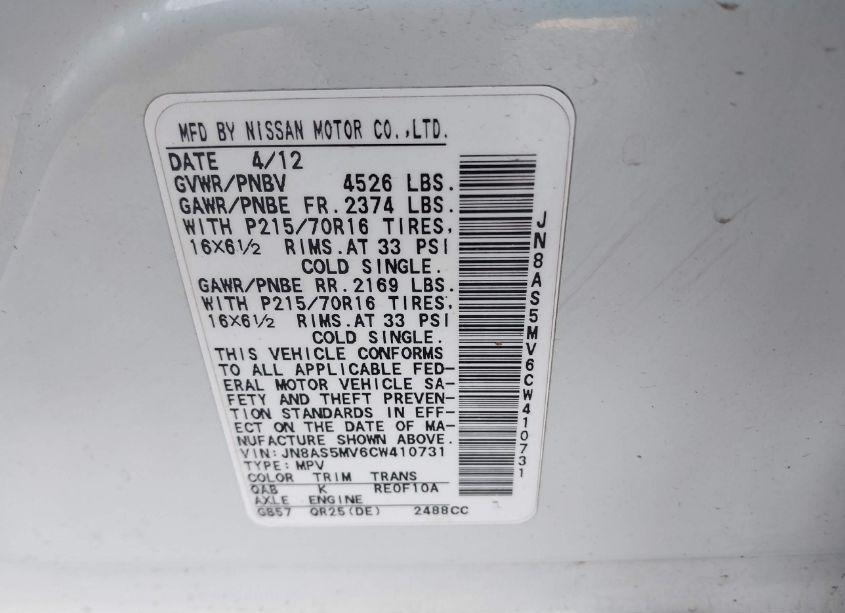 MFD BY NISSAN MOTOR CO.,LTD.
DATE 4/12
GVWR/PNBV 4526 LBS.
GAWR/PNBE FR. 2374 LBS.
WITH P215/70R16 TIRES,
16X6½ RIMS.AT 33 PSI
COLD SINGLE.
GAWR/PNBE RR. 2169 LBS.
WITH P215/70R16 TIRES,
16X6½ RIMS.AT 33 PSI
COLD SINGLE.
THIS VEHICLE CONFORMS
TO ALL APPLICABLE FED-
ERAL MOTOR VEHICLE SA-
FETY AND THEFT PREVEN-
TION STANDARDS IN EFF-
ECT ON THE DATE OF MA-
NUFACTURE SHOWN ABOVE.
VIN: JN8AS5MV6CW410731
TYPE: MPV
COLOR TRIM TRANS
QAB K RE0F10A
AXLE ENGINE
GB57 QR25(DE) 2488CC
JN8AS5MV6CW410731